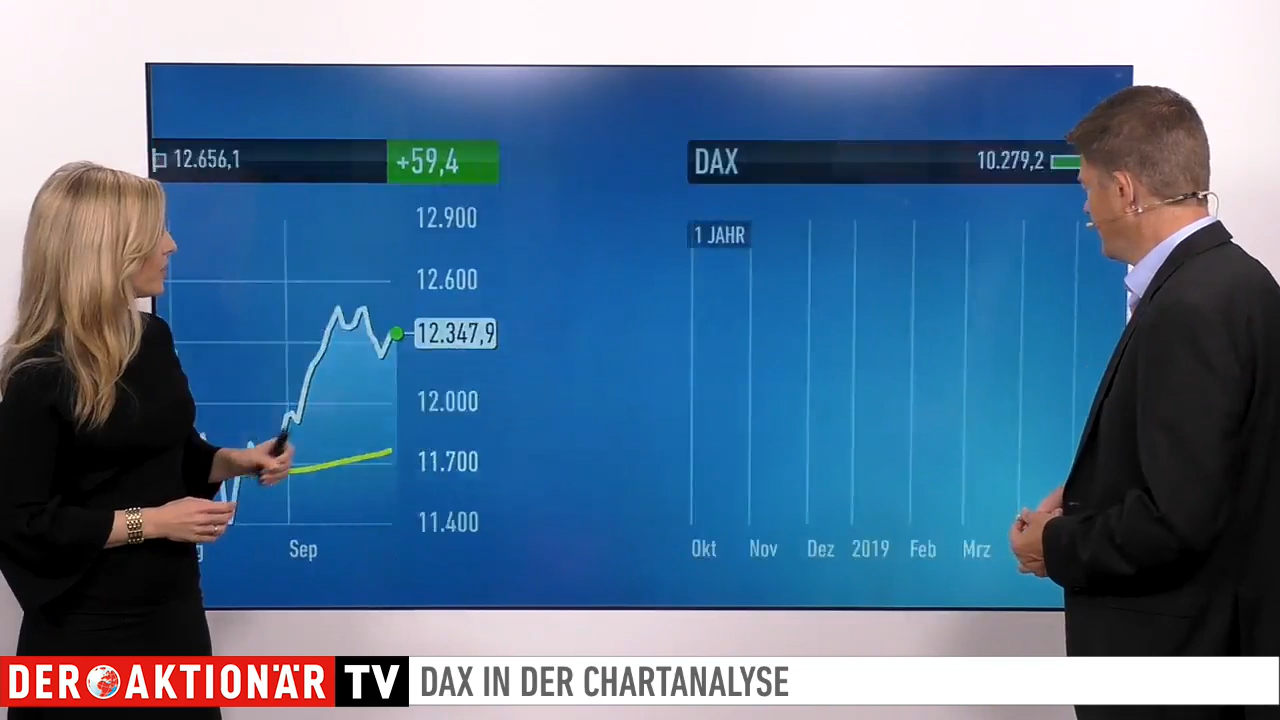 12.656,1 +59,4
12.900
12.600
12.347,9
12.000
11.700
11.400
Sep
DAX 10.279,2
1 JAHR
Okt Nov Dez 2019 Feb Mrz
DER AKTIONÄR TV DAX IN DER CHARTANALYSE